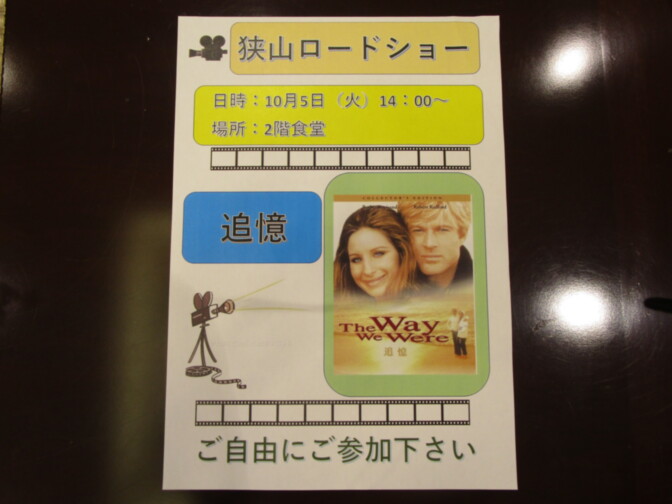 狭山ロードショー
日時：10月5日（火）14：00～
場所：2階食堂
追憶
COLLECTOR'S EDITION
The Way
We Were
追憶
ご自由にご参加下さい